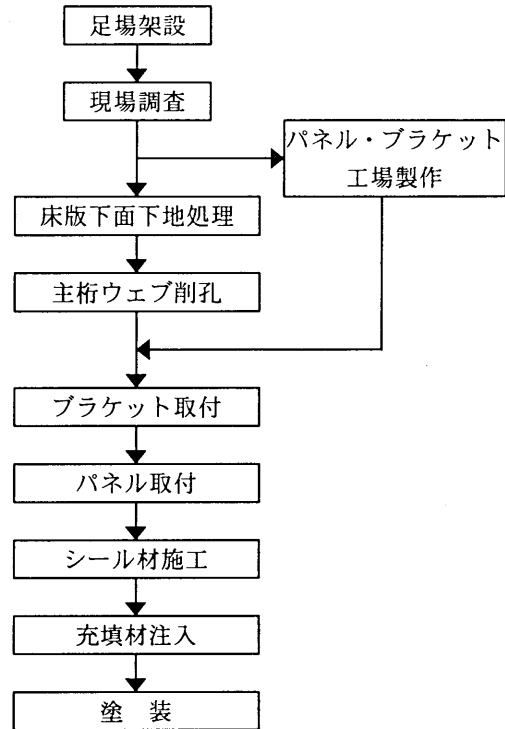 足場架設
現場調査
パネル・ブラケット
工場製作
床版下面下地処理
主桁ウェブ削孔
ブラケット取付
パネル取付
シール材施工
充填材注入
塗　装